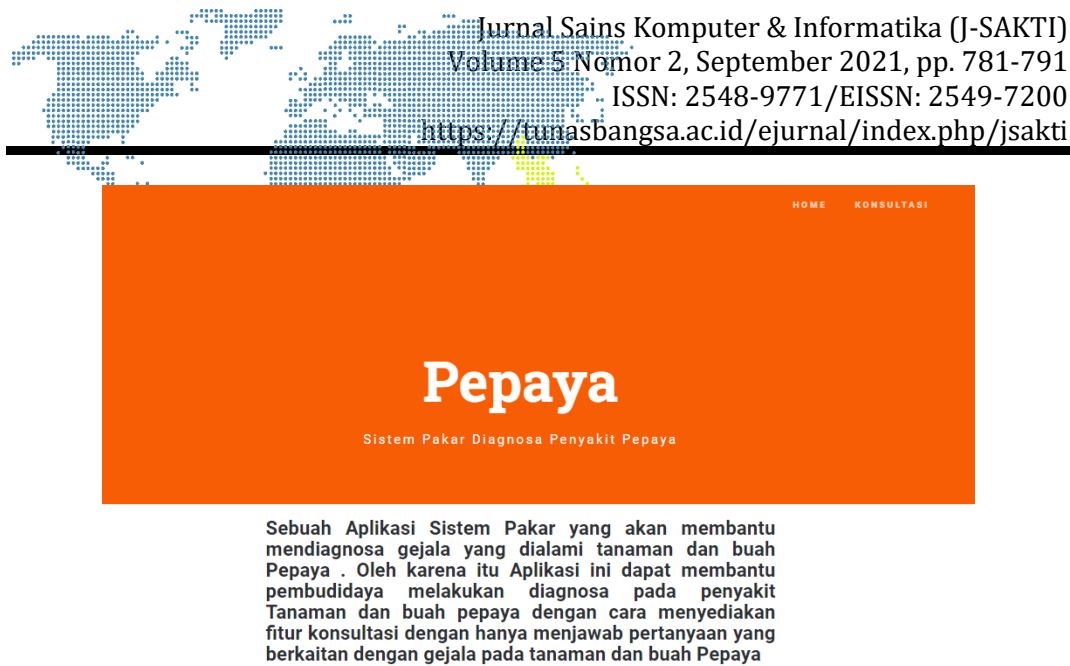 Jurnal Sains Komputer & Informatika (J-SAKTI)
Volume 5 Nomor 2, September 2021, pp. 781-791
ISSN: 2548-9771/EISSN: 2549-7200
https://tunasbangsa.ac.id/ejurnal/index.php/jsakti
HOME KONSULTASI
Pepaya
Sistem Pakar Diagnosa Penyakit Pepaya
Sebuah Aplikasi Sistem Pakar yang akan membantu
mendiagnosa gejala yang dialami tanaman dan buah
Pepaya . Oleh karena itu Aplikasi ini dapat membantu
pembudidaya melakukan diagnosa pada penyakit
Tanaman dan buah pepaya dengan cara menyediakan
fitur konsultasi dengan hanya menjawab pertanyaan yang
berkaitan dengan gejala pada tanaman dan buah Pepaya